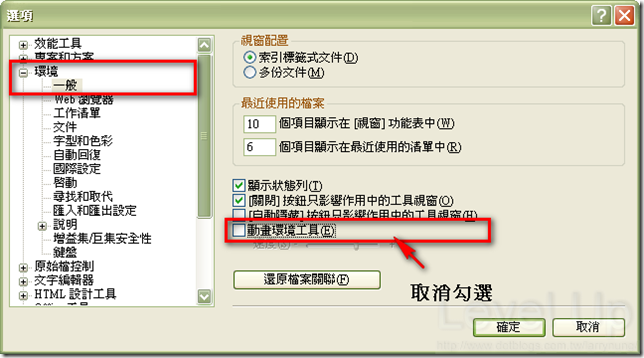 選項
效能工具
專案和方案
環境
一般
Web 瀏覽器
工作清單
文件
字型和色彩
自動回復
國際設定
啟動
尋找和取代
匯入和匯出設定
說明
增益集/巨集安全性
鍵盤
原始檔控制
文字編輯器
HTML 設計工具
視窗配置
索引標籤式文件(D)
多份文件(M)
最近使用的檔案
10 個項目顯示在 [視窗] 功能表中(W)
6 個項目顯示在最近使用的清單中(R)
顯示狀態列(T)
[關閉] 按鈕只影響作用中的工具視窗(O)
[自動隱藏] 按鈕只影響作用中的工具視窗(H)
動畫環境工具(E)
速度(S)
還原檔案關聯(F)
取消勾選
Level Up
確定
取消